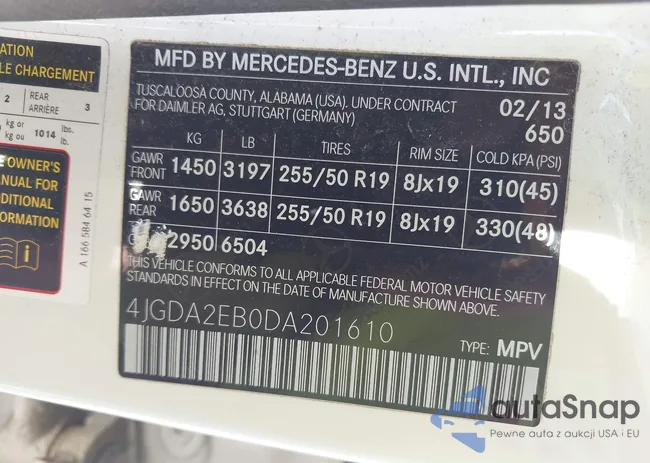 ATION
LE CHARGEMENT
2 REAR ARRIÈRE 3
kg or kg ou 1014 lbs. lb.
E OWNER'S
ANUAL FOR
DDITIONAL
FORMATION
A 166 584 64 15
MFD BY MERCEDES-BENZ U.S. INTL., INC
TUSCALOOSA COUNTY, ALABAMA (USA). UNDER CONTRACT
FOR DAIMLER AG, STUTTGART (GERMANY)
02/13
650
KG LB TIRES RIM SIZE COLD KPA (PSI)
GAWR FRONT 1450 3197 255/50 R19 8Jx19 310(45)
GAWR REAR 1650 3638 255/50 R19 8Jx19 330(48)
2950 6504
THIS VEHICLE CONFORMS TO ALL APPLICABLE FEDERAL MOTOR VEHICLE SAFETY
STANDARDS IN EFFECT ON THE DATE OF MANUFACTURE SHOWN ABOVE.
4JGDA2EB0DA201610
TYPE: MPV
autaSnap
Pewne auta z aukcji USA i EU